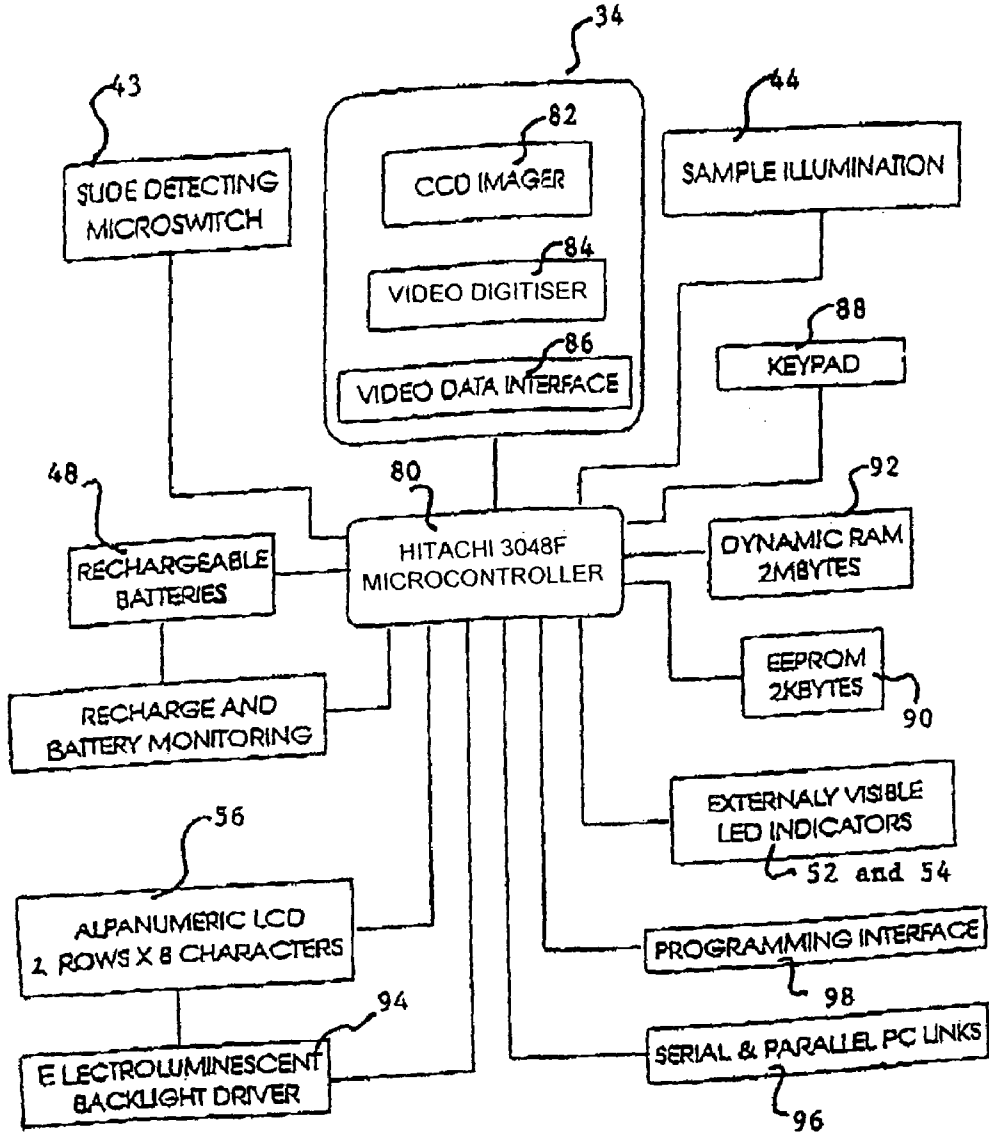 34
43
SLIDE DETECTING
MICROSWITCH
82
CCD IMAGER
84
VIDEO DIGITISER
86
VIDEO DATA INTERFACE
44
SAMPLE ILLUMINATION
88
KEYPAD
48
RECHARGEABLE
BATTERIES
80
HITACHI 3048F
MICROCONTROLLER
92
DYNAMIC RAM
2MBYTES
RECHARGE AND
BATTERY MONITORING
EEPROM
2KBYTES
90
EXTERNALY VISIBLE
LED INDICATORS
52 and 54
56
ALPANUMERIC LCD
2 ROWS X 8 CHARACTERS
PROGRAMMING INTERFACE
98
94
ELECTROLUMINESCENT
BACKLIGHT DRIVER
SERIAL & PARALLEL PC LINKS
96